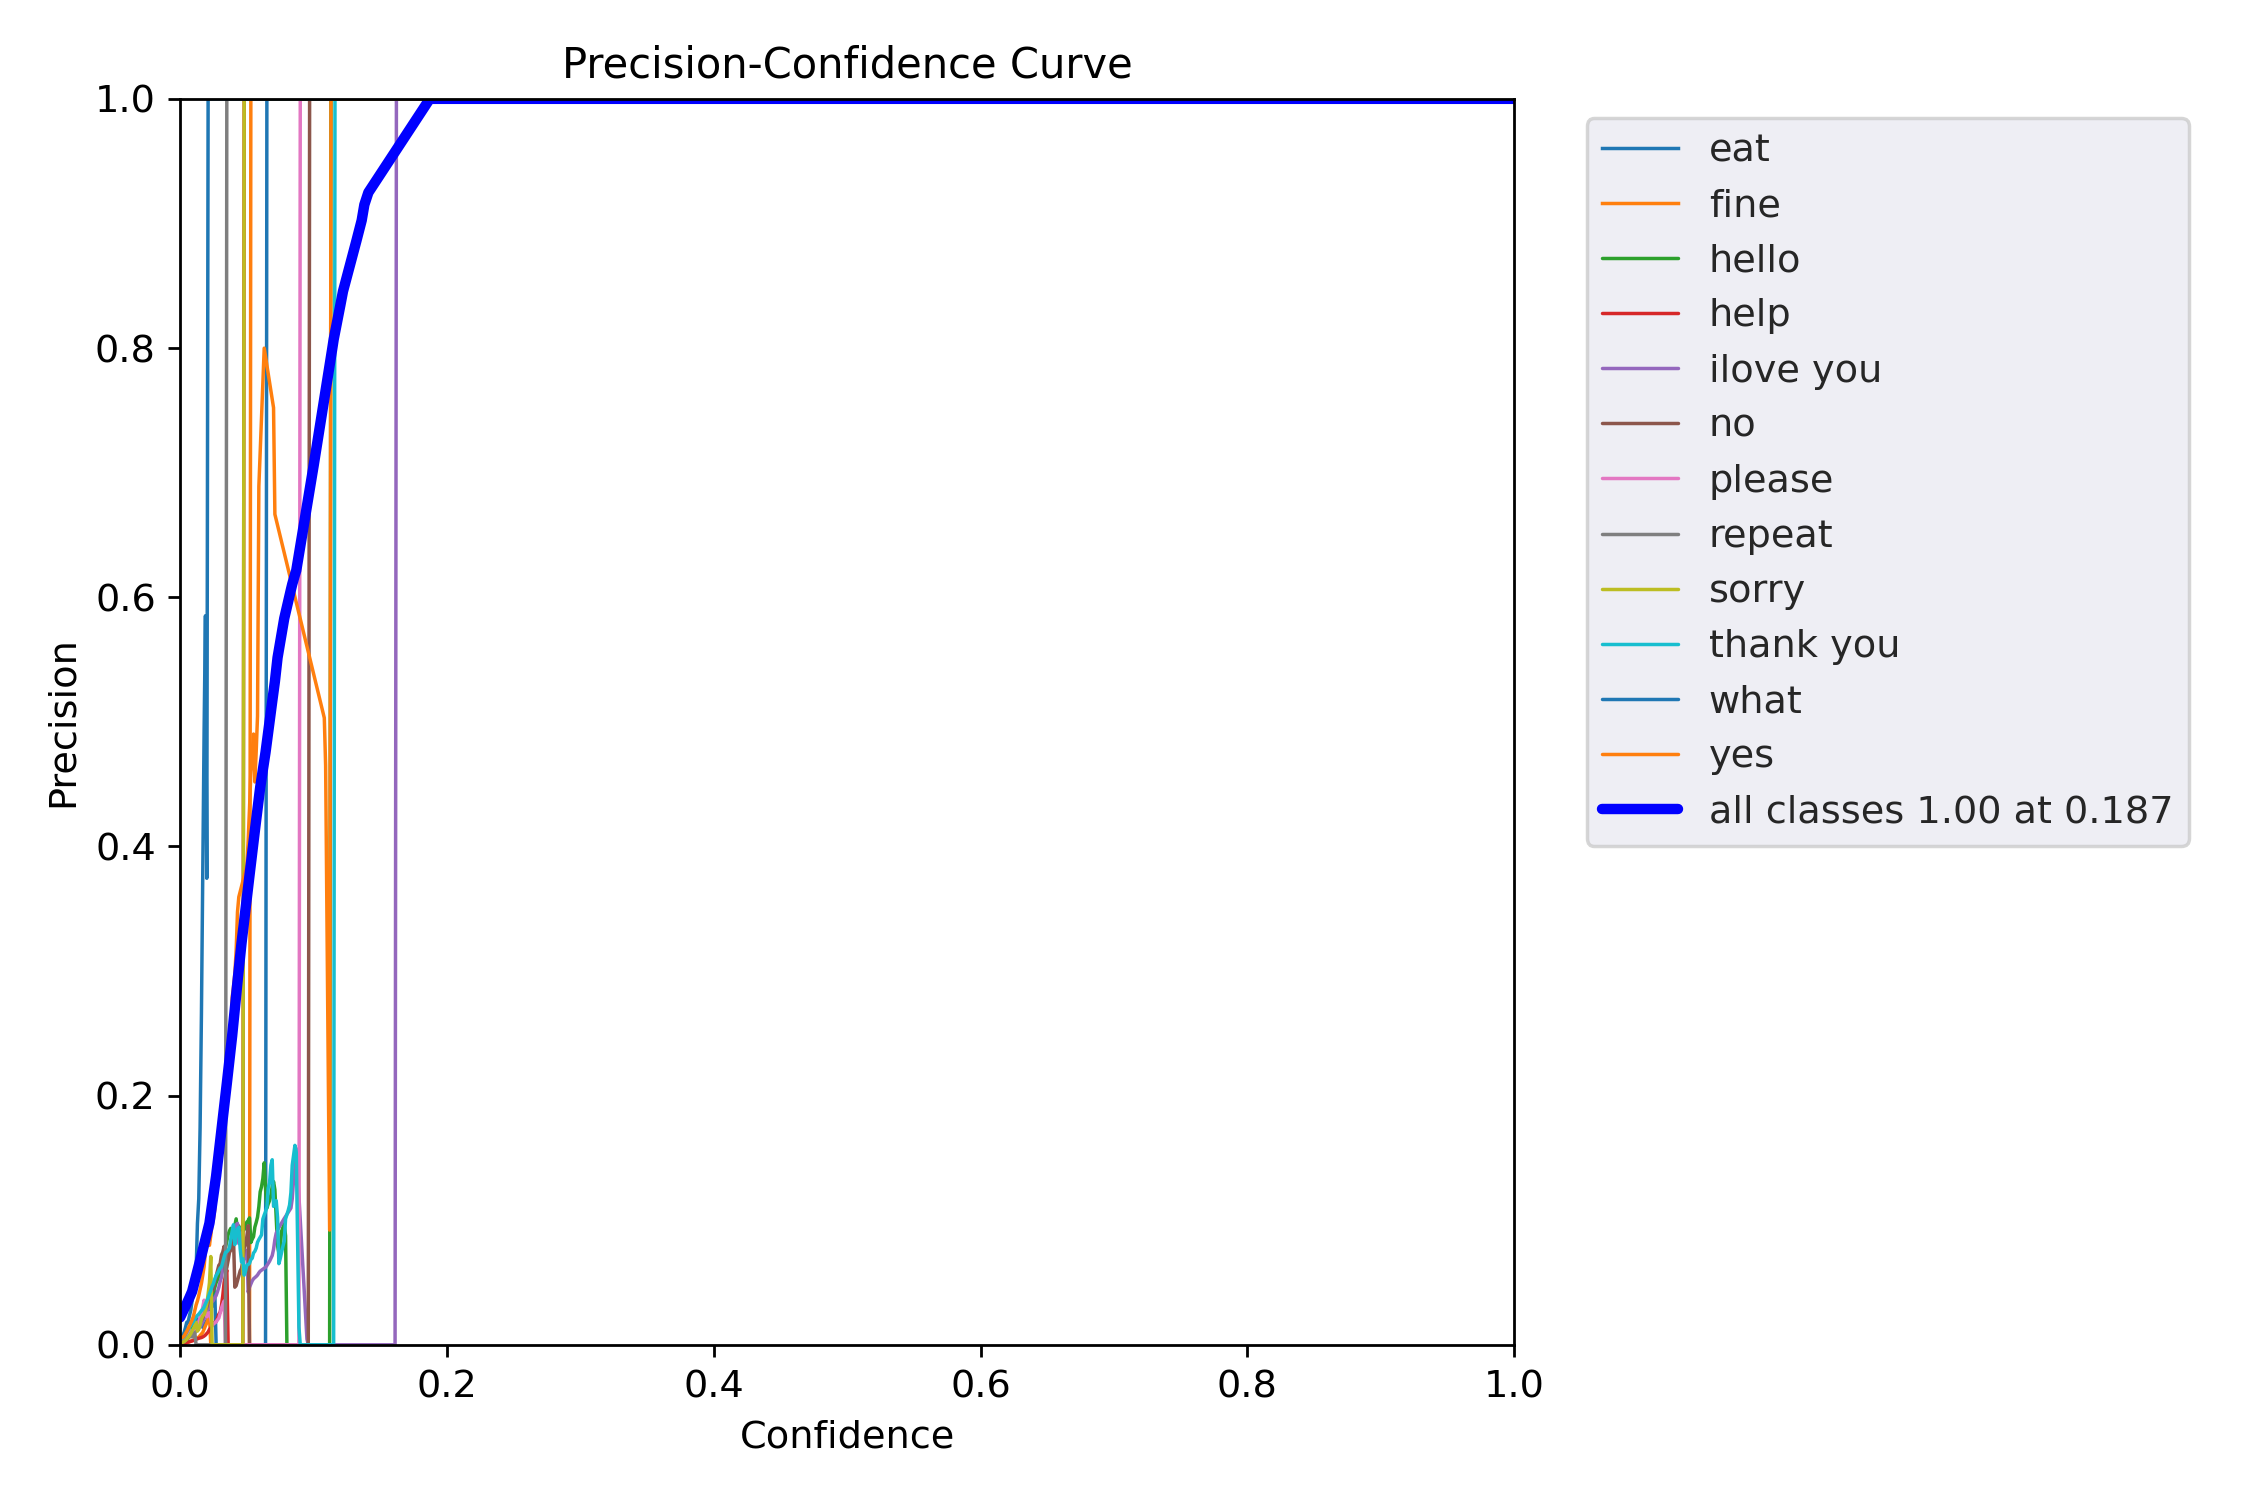 Precision-Confidence Curve
1.0
0.8
0.6
0.4
0.2
0.0
Precision
0.0 0.2 0.4 0.6 0.8 1.0
Confidence
eat
fine
hello
help
ilove you
no
please
repeat
sorry
thank you
what
yes
all classes 1.00 at 0.187